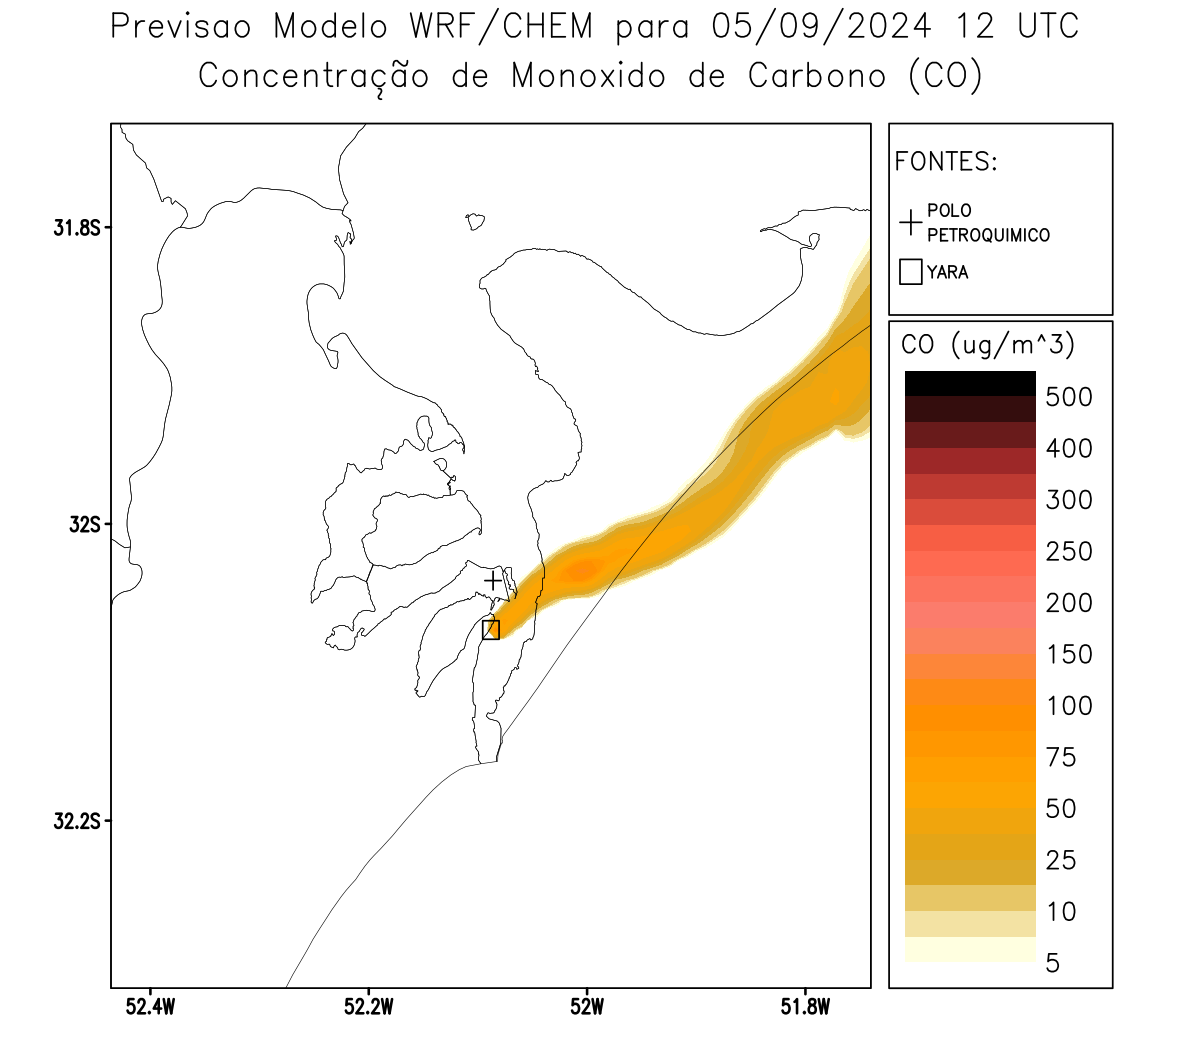 Previsao Modelo WRF/CHEM para 05/09/2024 12 UTC
Concentração de Monoxido de Carbono (CO)
FONTES:
POLO
PETROQUIMICO
YARA
CO (ug/m^3)
500
400
300
250
200
150
100
75
50
25
10
5
31.8S
32S
32.2S
52.4W
52.2W
52W
51.8W